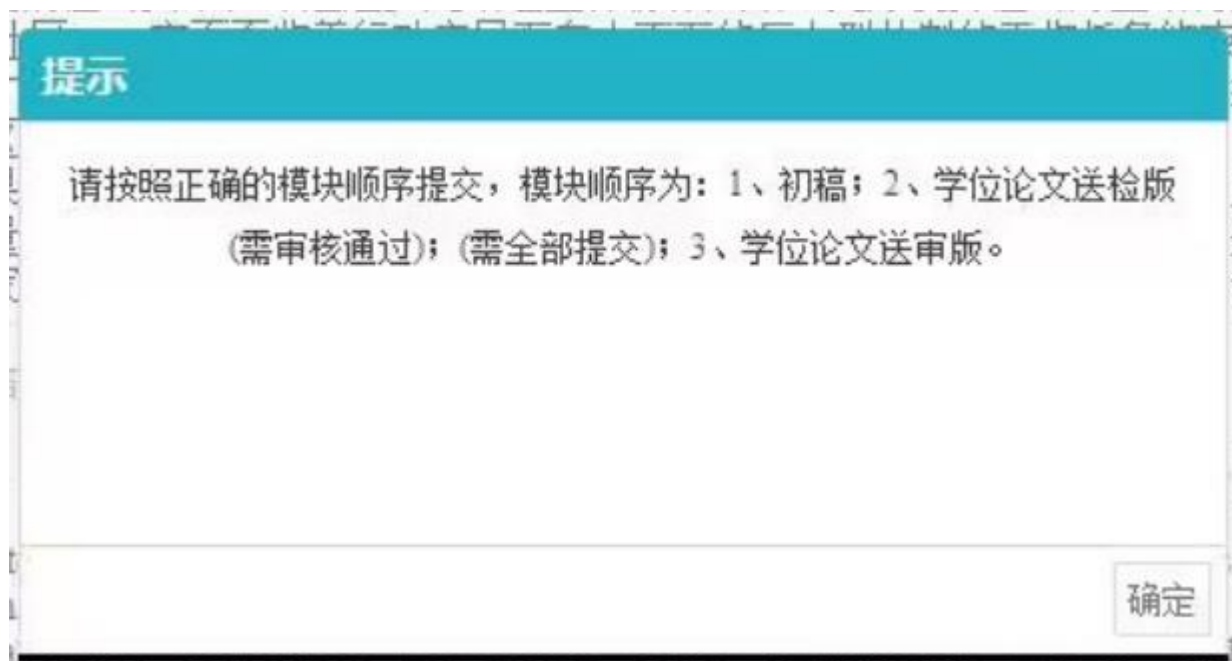 提示
请按照正确的模块顺序提交，模块顺序为：1、初稿；2、学位论文送检版
(需审核通过)；(需全部提交)；3、学位论文送审版。
确定